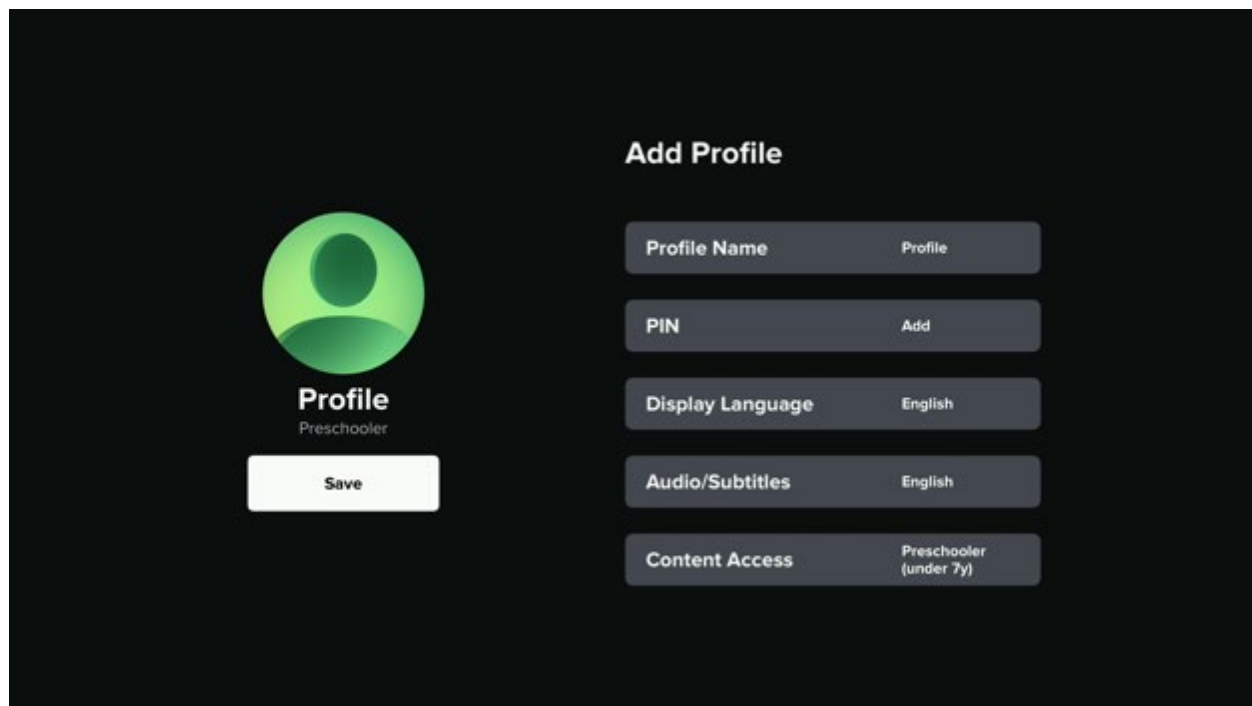 Add Profile
Profile Name Profile
PIN Add
Display Language English
Audio/Subtitles English
Content Access Preschooler
(under 7y)
Profile
Preschooler
Save